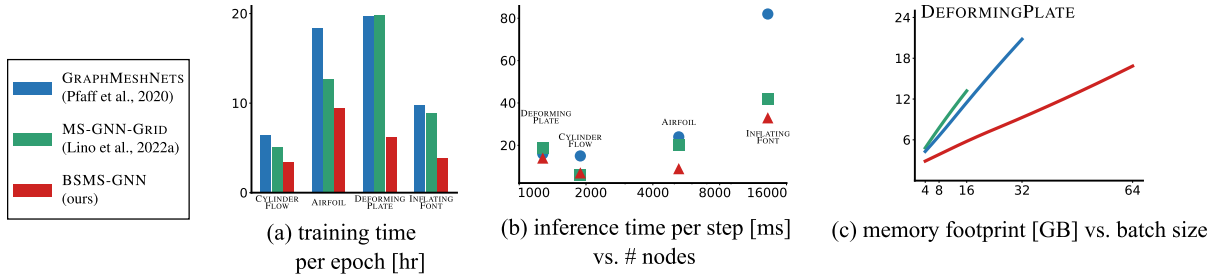 GRAPHMESHNETS
(Pfaff et al., 2020)
MS-GNN-GRID
(Lino et al., 2022a)
BSMS-GNN
(ours)
20
10
0
CYLINDER
FLOW
AIRFOIL
DEFORMING
PLATE
INFLATING
FONT
(a) training time
per epoch [hr]
80
60
40
20
DEFORMING
PLATE
CYLINDER
FLOW
AIRFOIL
INFLATING
FONT
1000 2000 4000 8000 16000
(b) inference time per step [ms]
vs. # nodes
DEFORMINGPLATE
24
18
12
6
4 8 16 32 64
(c) memory footprint [GB] vs. batch size